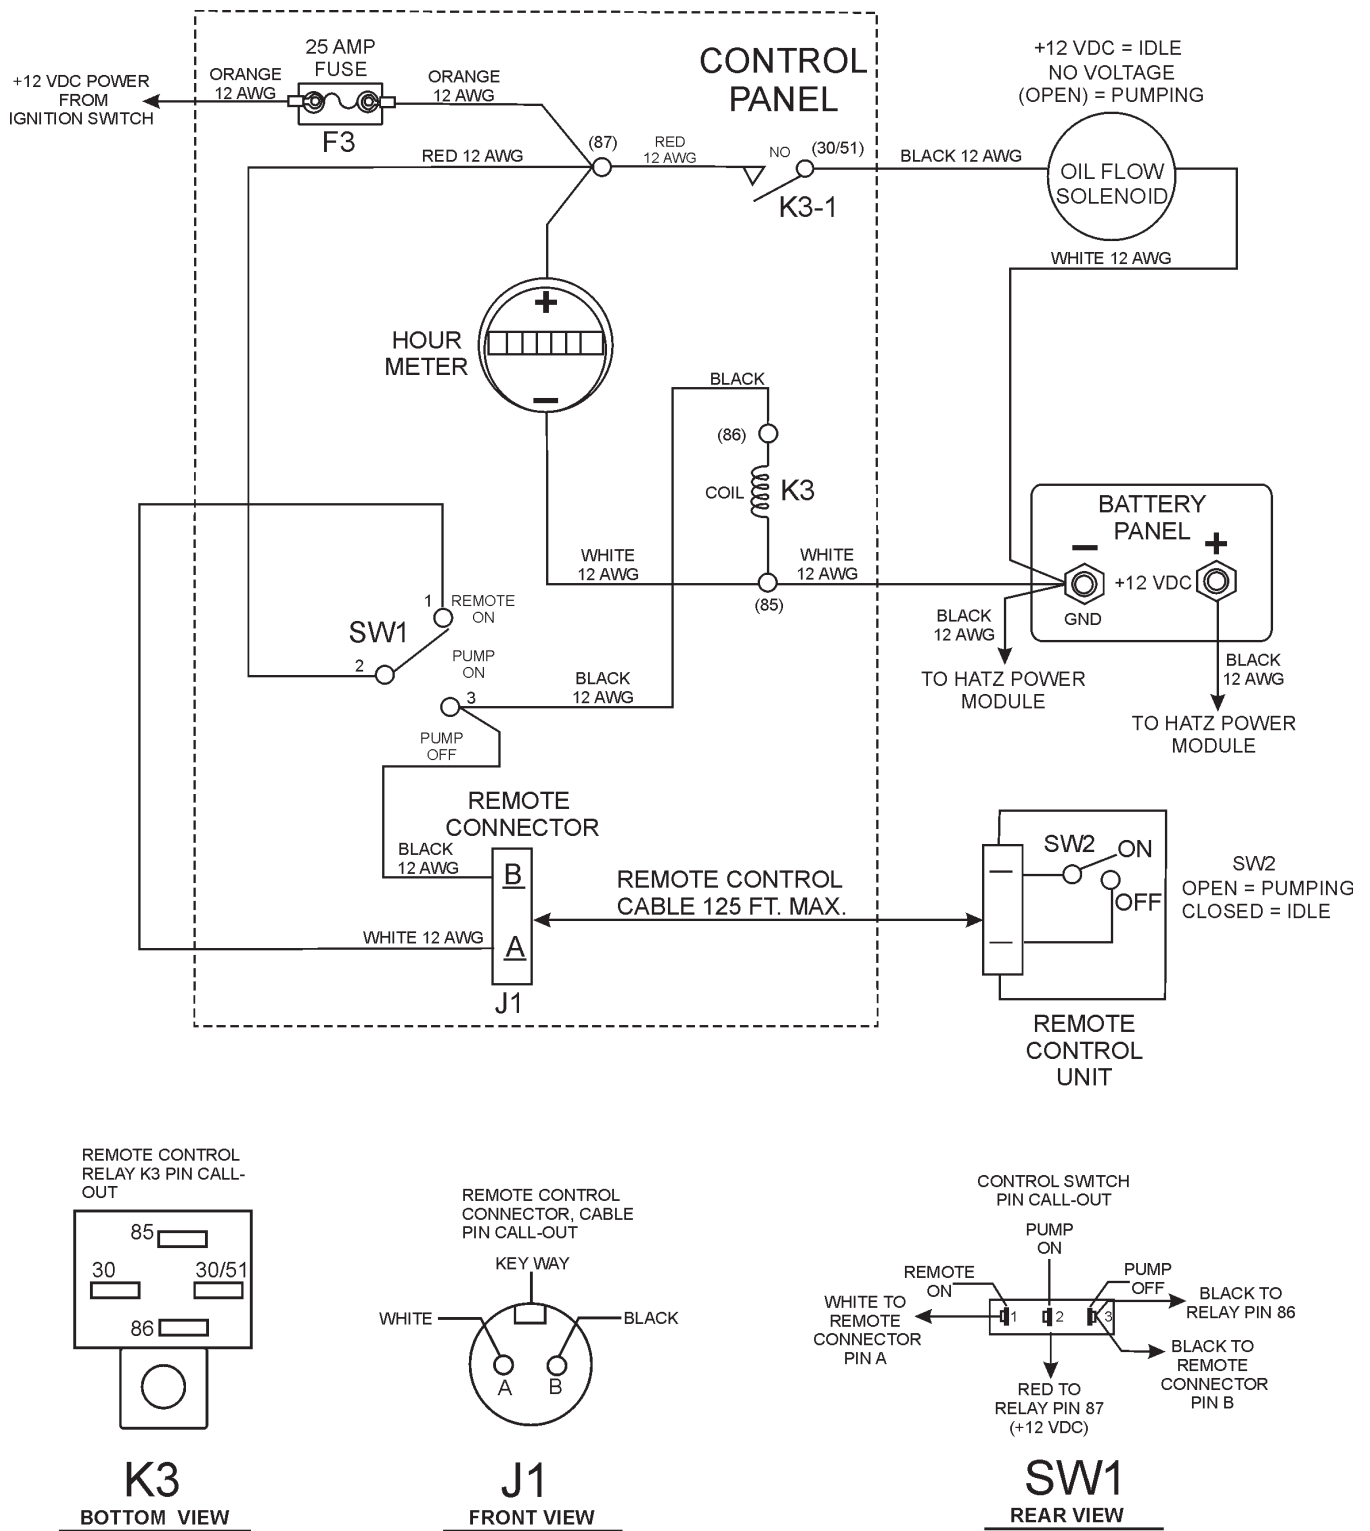 +12 VDC POWER
FROM
IGNITION SWITCH
ORANGE
12 AWG
25 AMP
FUSE
F3
ORANGE
12 AWG
CONTROL
PANEL
+12 VDC = IDLE
NO VOLTAGE
(OPEN) = PUMPING
RED 12 AWG
(87)
RED
12 AWG
NO
(30/51)
K3-1
BLACK 12 AWG
OIL FLOW
SOLENOID
WHITE 12 AWG
HOUR
METER
+
−
BLACK
(86)
COIL
K3
WHITE
12 AWG
WHITE
12 AWG
(85)
BATTERY
PANEL
−
+
+12 VDC
GND
BLACK
12 AWG
TO HATZ POWER
MODULE
BLACK
12 AWG
TO HATZ POWER
MODULE
1
REMOTE
ON
SW1
2
PUMP
ON
3
BLACK
12 AWG
PUMP
OFF
REMOTE
CONNECTOR
BLACK
12 AWG
B
WHITE 12 AWG
A
J1
REMOTE CONTROL
CABLE 125 FT. MAX.
SW2
ON
OFF
SW2
OPEN = PUMPING
CLOSED = IDLE
REMOTE
CONTROL
UNIT
REMOTE CONTROL
RELAY K3 PIN CALL-
OUT
85
30
30/51
86
K3
BOTTOM VIEW
REMOTE CONTROL
CONNECTOR, CABLE
PIN CALL-OUT
KEY WAY
WHITE
BLACK
A
B
J1
FRONT VIEW
CONTROL SWITCH
PIN CALL-OUT
PUMP
ON
REMOTE
ON
PUMP
OFF
WHITE TO
REMOTE
CONNECTOR
PIN A
1
2
3
BLACK TO
RELAY PIN 86
BLACK TO
REMOTE
CONNECTOR
PIN B
RED TO
RELAY PIN 87
(+12 VDC)
SW1
REAR VIEW